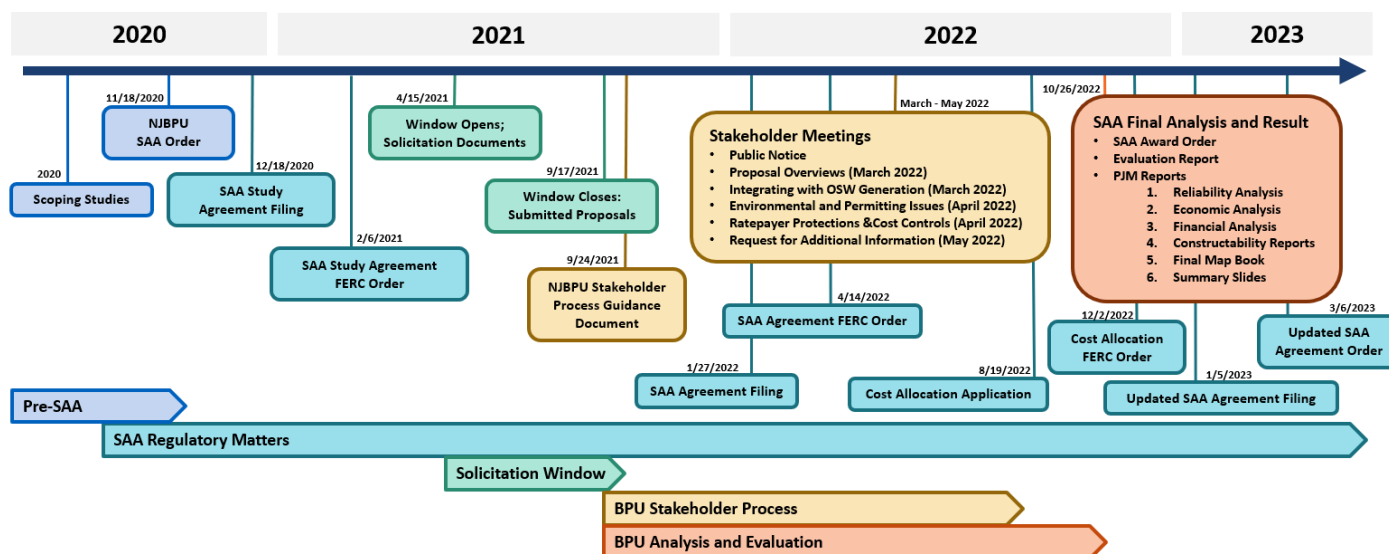 2020
2021
2022
2023
2020
Scoping Studies
11/18/2020
NJBPU
SAA Order
12/18/2020
SAA Study
Agreement Filing
2/6/2021
SAA Study Agreement
FERC Order
4/15/2021
Window Opens;
Solicitation Documents
9/17/2021
Window Closes:
Submitted Proposals
9/24/2021
NJBPU Stakeholder
Process Guidance
Document
March - May 2022
Stakeholder Meetings
• Public Notice
• Proposal Overviews (March 2022)
• Integrating with OSW Generation (March 2022)
• Environmental and Permitting Issues (April 2022)
• Ratepayer Protections &Cost Controls (April 2022)
• Request for Additional Information (May 2022)
4/14/2022
SAA Agreement FERC Order
1/27/2022
SAA Agreement Filing
8/19/2022
Cost Allocation Application
10/26/2022
SAA Final Analysis and Result
• SAA Award Order
• Evaluation Report
• PJM Reports
1. Reliability Analysis
2. Economic Analysis
3. Financial Analysis
4. Constructability Reports
5. Final Map Book
6. Summary Slides
12/2/2022
Cost Allocation
FERC Order
1/5/2023
Updated SAA Agreement Filing
3/6/2023
Updated SAA
Agreement Order
Pre-SAA
SAA Regulatory Matters
Solicitation Window
BPU Stakeholder Process
BPU Analysis and Evaluation